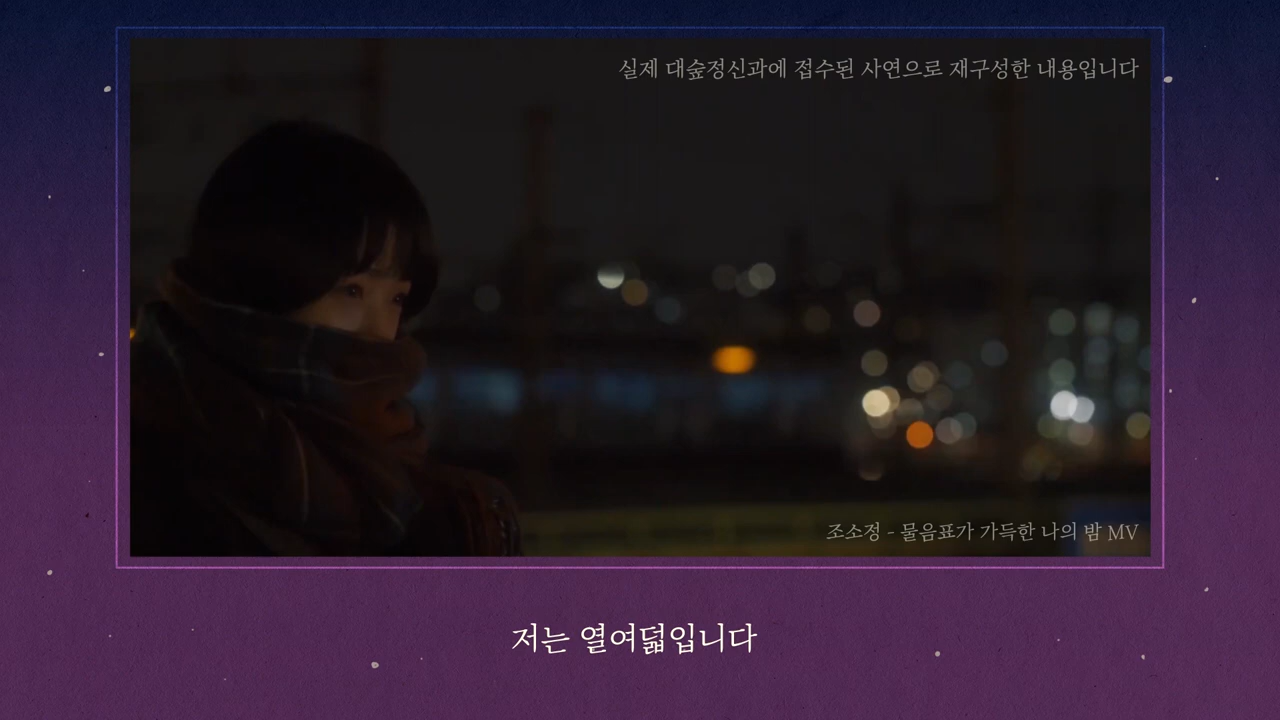 실제 대숲정신과에 접수된 사연으로 재구성한 내용입니다
조소정 - 물음표가 가득한 나의 밤 MV
저는 열여덟입니다